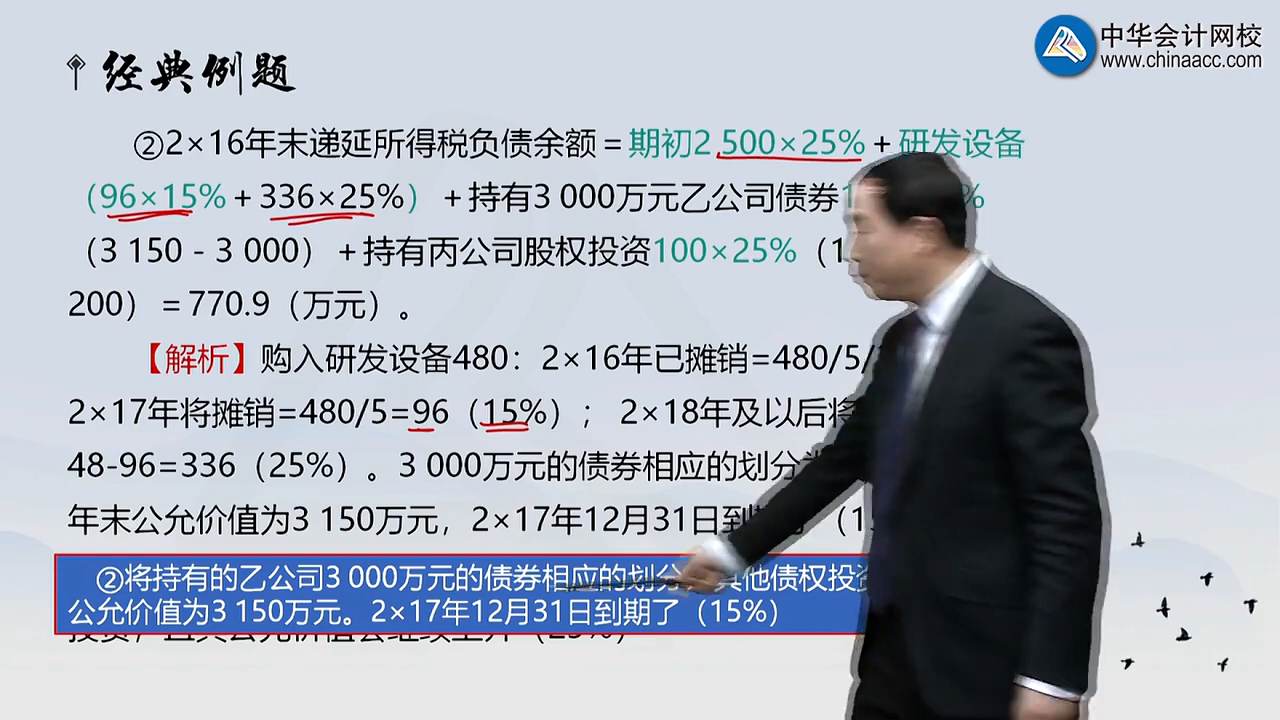 中华会计网校
www.chinaacc.com
经典例题
②2×16年末递延所得税负债余额=期初2 500×25%+研发设备
（96×15%+336×25%）+持有3 000万元乙公司债券1 %
（3 150 - 3 000）+持有丙公司股权投资100×25%（1
200）=770.9（万元）。
【解析】购入研发设备480：2×16年已摊销=480/5/
2×17年将摊销=480/5=96（15%）； 2×18年及以后将
48-96=336（25%）。3 000万元的债券相应的划分
年末公允价值为3 150万元，2×17年12月31日到（1
②将持有的乙公司3 000万元的债券相应的划分 其他债权投资
公允价值为3 150万元。2×17年12月31日到期了（15%）